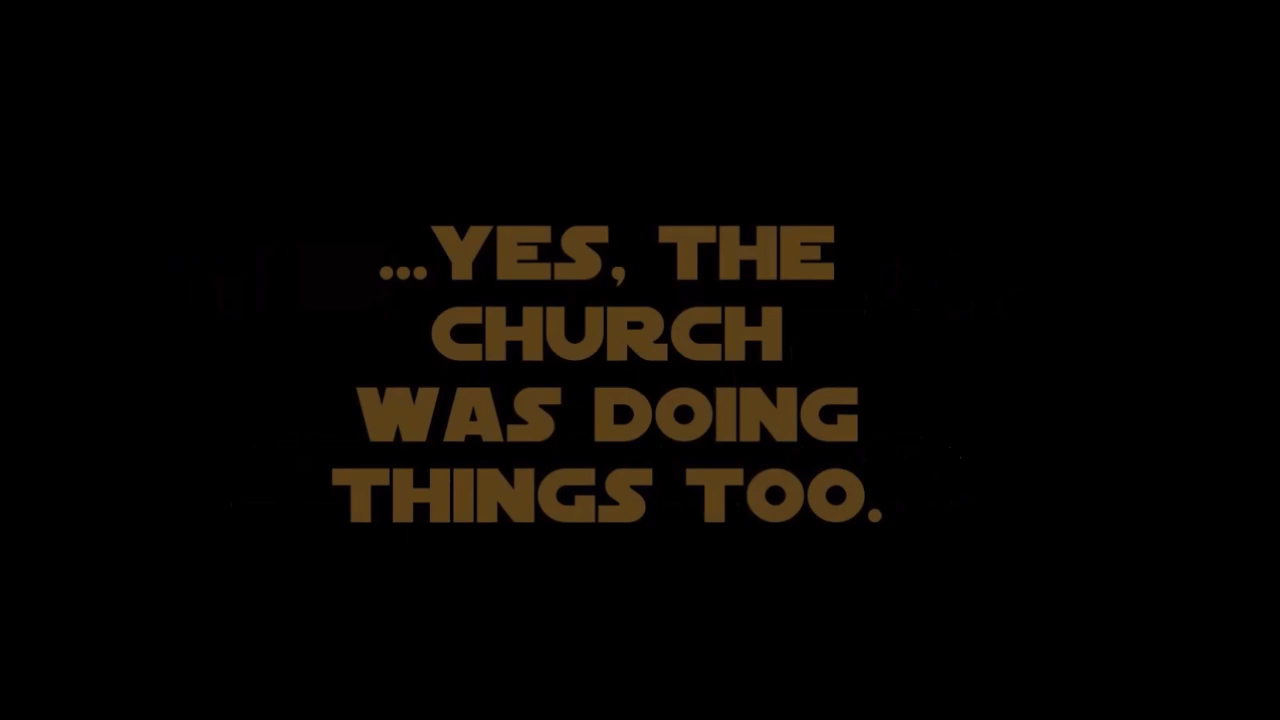 ...YES, THE
CHURCH
WAS DOING
THINGS TOO.